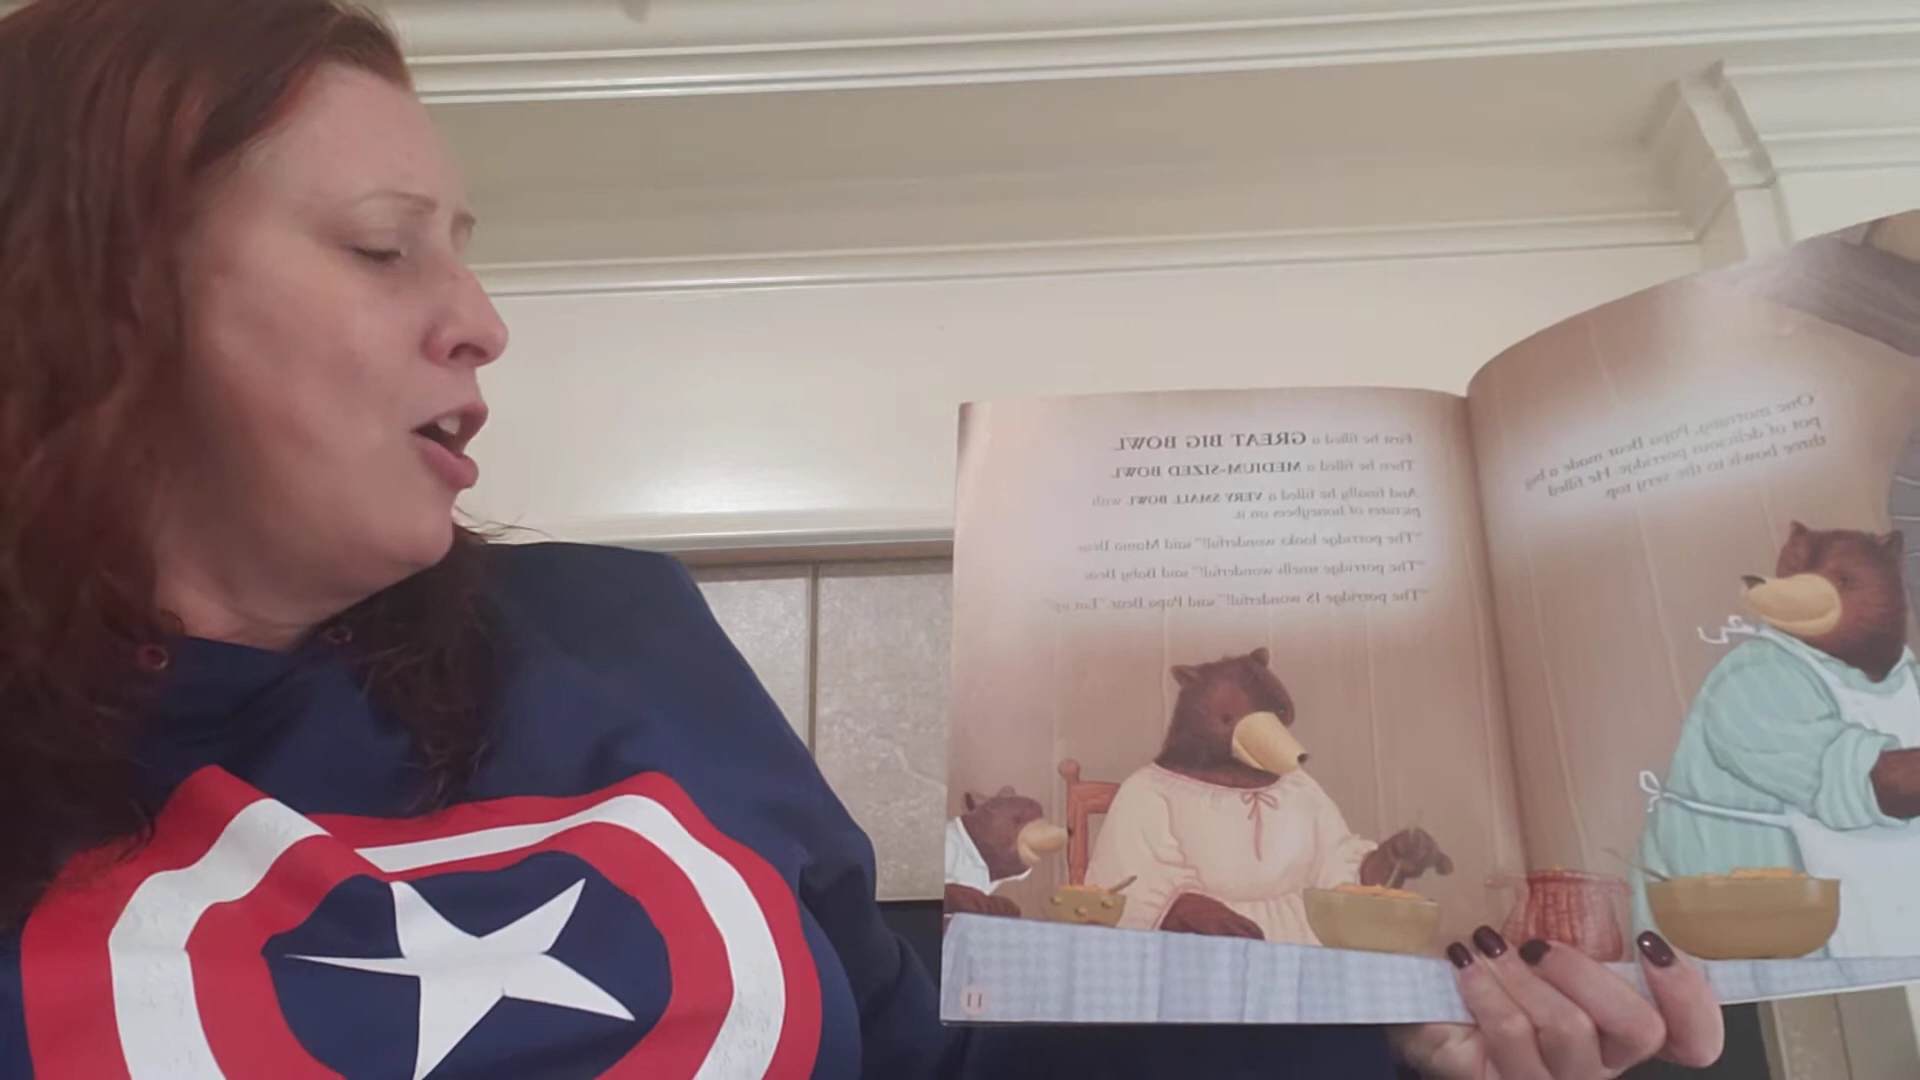 One morning, Papa Bear made a big
pot of delicious porridge. He filled
three bowls to the very top.
First he filled a GREAT BIG BOWL.
Then he filled a MEDIUM-SIZED BOWL.
And finally he filled a VERY SMALL BOWL with
pictures of honeybees on it.
"The porridge looks wonderful!" said Mama Bear.
"The porridge smells wonderful!" said Baby Bear.
"The porridge IS wonderful!" said Papa Bear. "Eat up!"
11